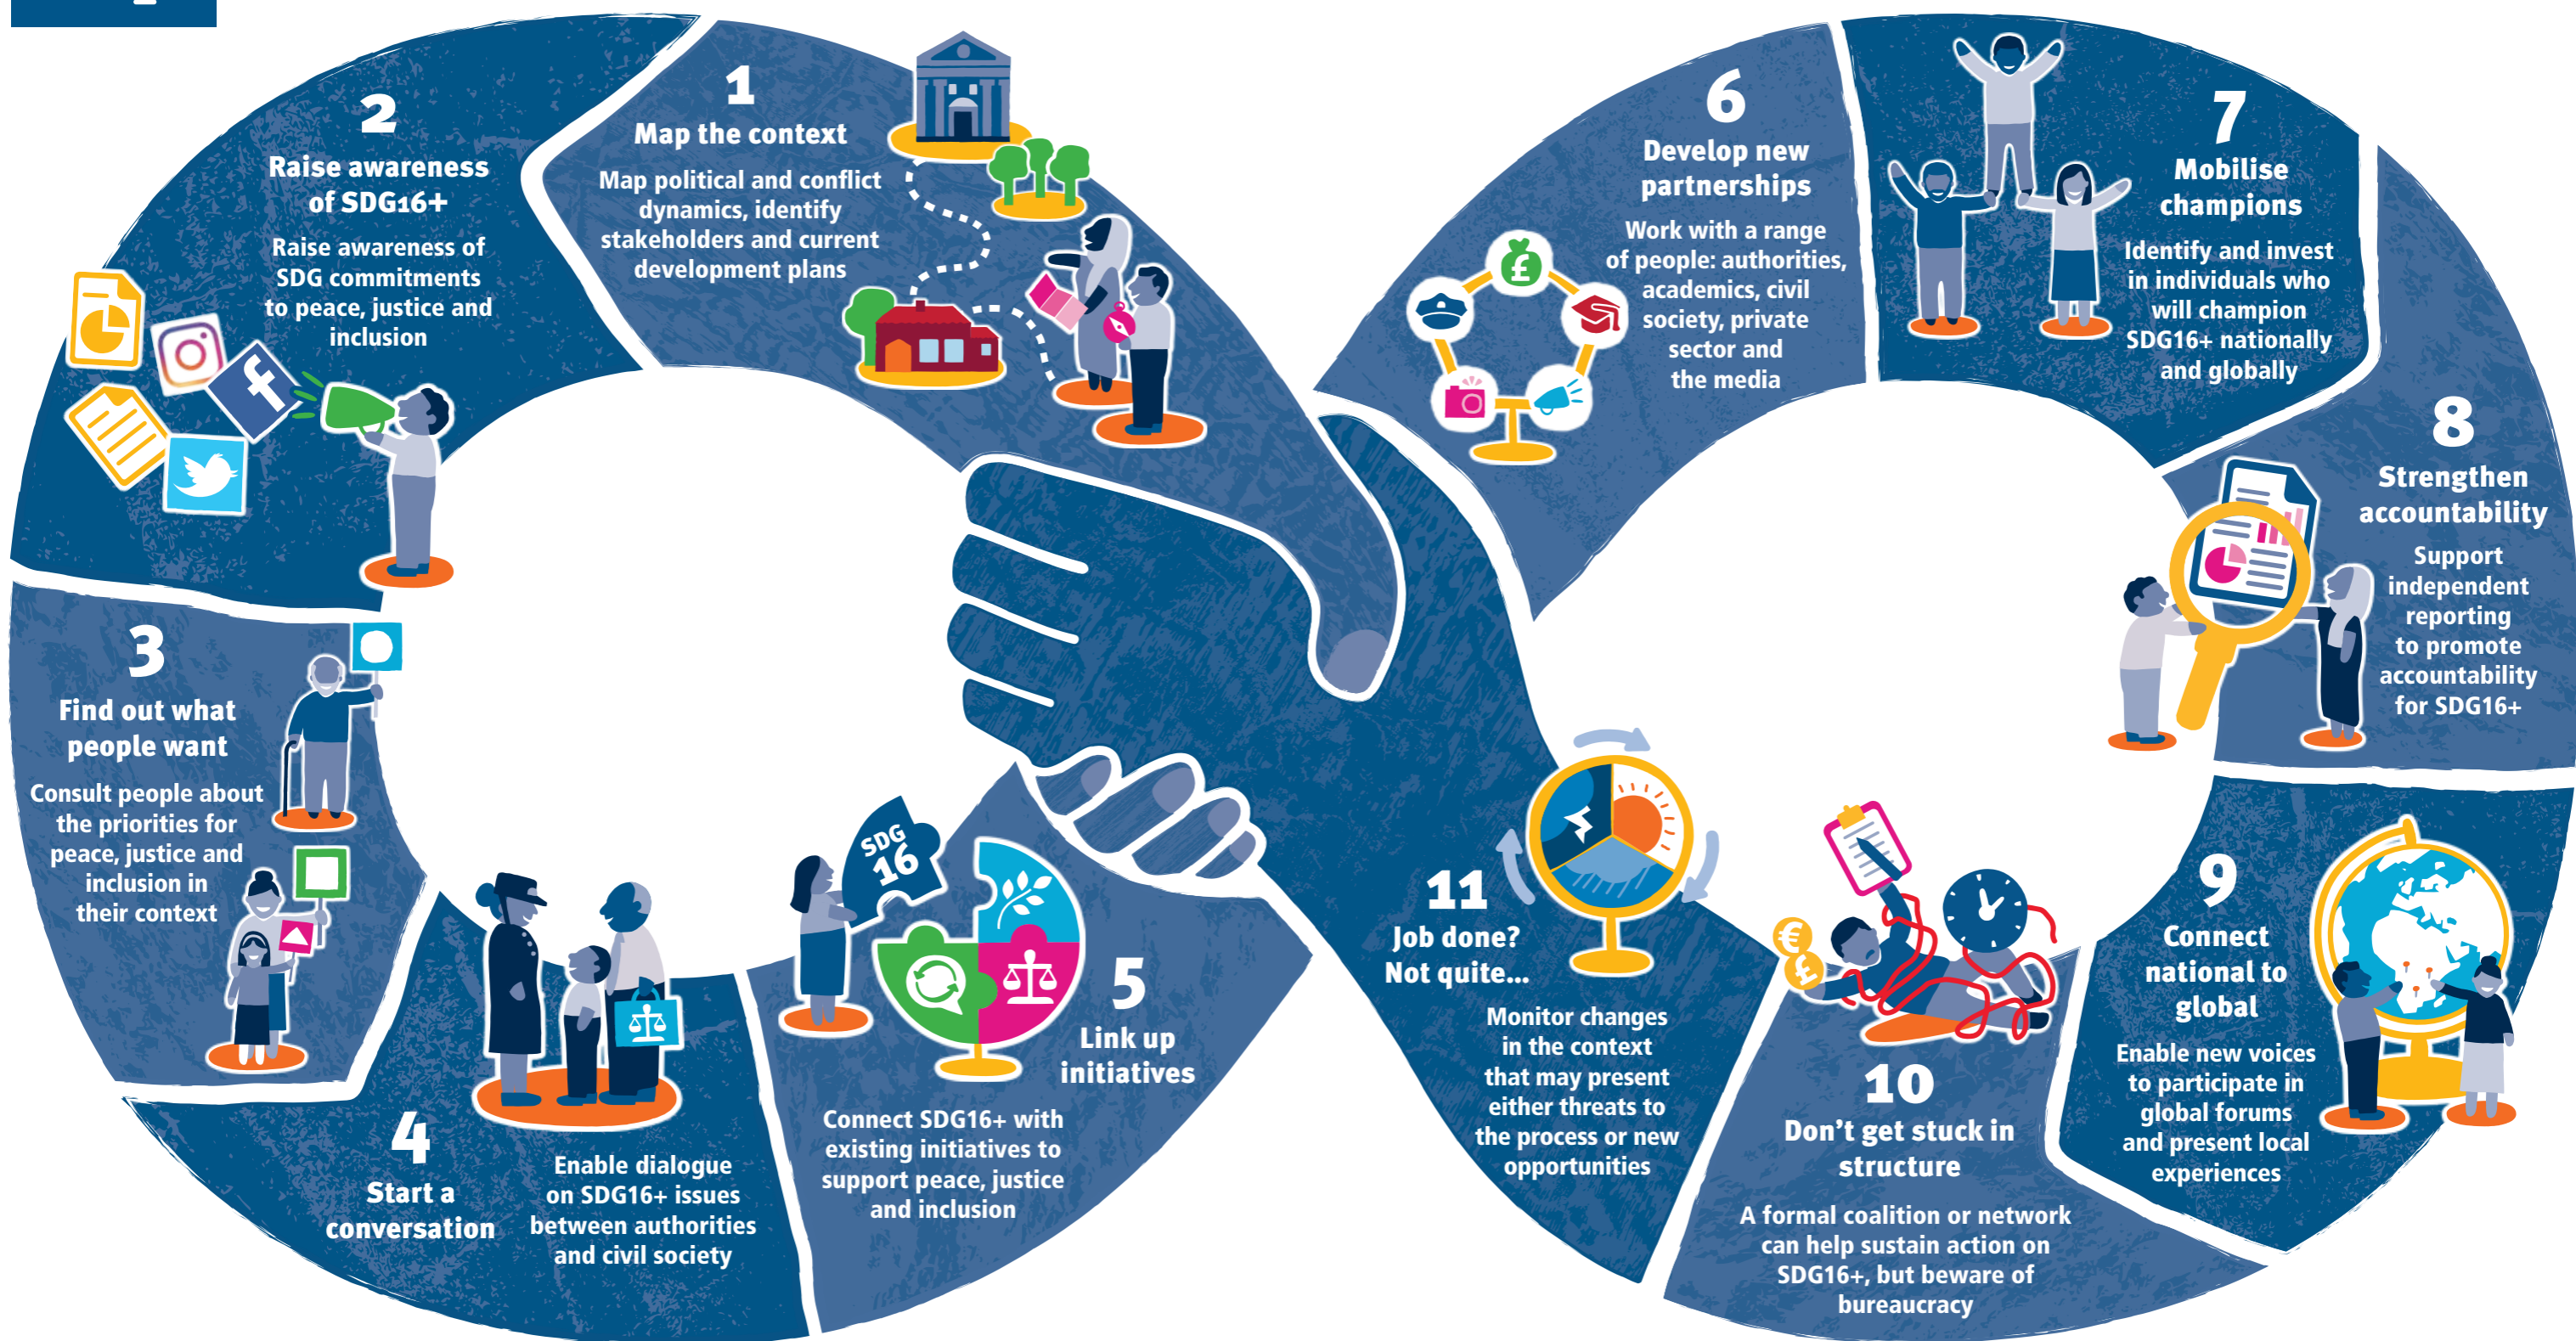 1
Map the context
Map political and conflict
dynamics, identify
stakeholders and current
development plans
2
Raise awareness
of SDG16+
Raise awareness of
SDG commitments
to peace, justice and
inclusion
f
3
Find out what
people want
Consult people about
the priorities for
peace, justice and
inclusion in
their context
4
Start a
conversation
Enable dialogue
on SDG16+ issues
between authorities
and civil society
SDG
16
5
Link up
initiatives
Connect SDG16+ with
existing initiatives to
support peace, justice
and inclusion
6
Develop new
partnerships
Work with a range
of people: authorities,
academics, civil
society, private
sector and
the media
£
7
Mobilise
champions
Identify and invest
in individuals who
will champion
SDG16+ nationally
and globally
8
Strengthen
accountability
Support
independent
reporting
to promote
accountability
for SDG16+
9
Connect
national to
global
Enable new voices
to participate in
global forums
and present local
experiences
€
£
10
Don’t get stuck in
structure
A formal coalition or network
can help sustain action on
SDG16+, but beware of
bureaucracy
11
Job done?
Not quite...
Monitor changes
in the context
that may present
either threats to
the process or new
opportunities